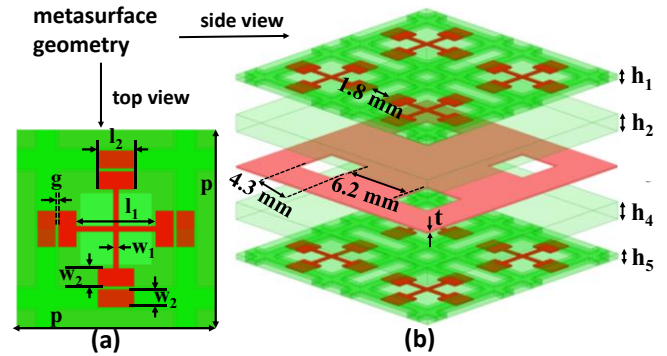 metasurface
geometry
side view
top view
l₂
g
l₁
w₁
w₂
w₂
p
p
(a)
1.8 mm
4.3 mm
6.2 mm
t
h₁
h₂
h₄
h₅
(b)